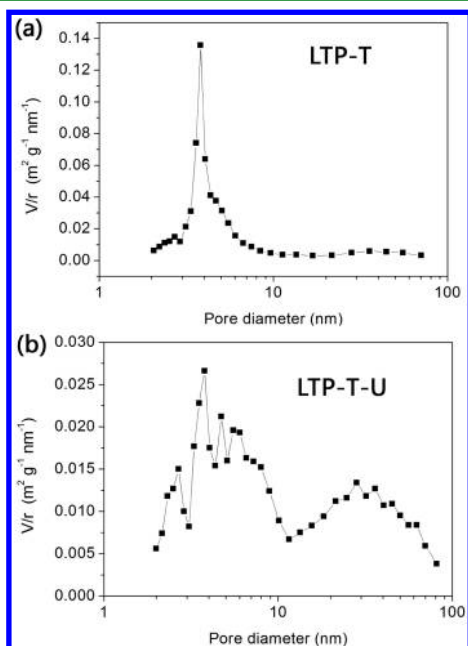 (a)
LTP-T
V/r (m² g⁻¹ nm⁻¹)
0.14
0.12
0.10
0.08
0.06
0.04
0.02
0.00
1
10
100
Pore diameter (nm)
(b)
LTP-T-U
V/r (m² g⁻¹ nm⁻¹)
0.030
0.025
0.020
0.015
0.010
0.005
0.000
1
10
100
Pore diameter (nm)